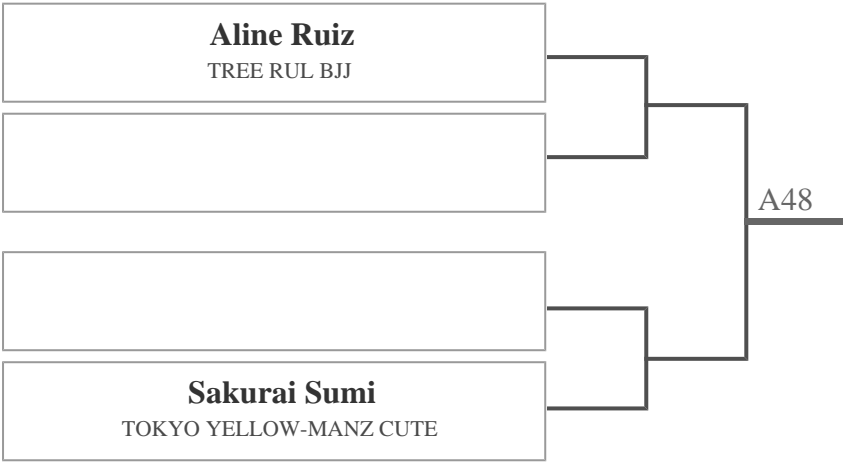 Aline Ruiz
TREE RUL BJJ
A48
Sakurai Sumi
TOKYO YELLOW-MANZ CUTE